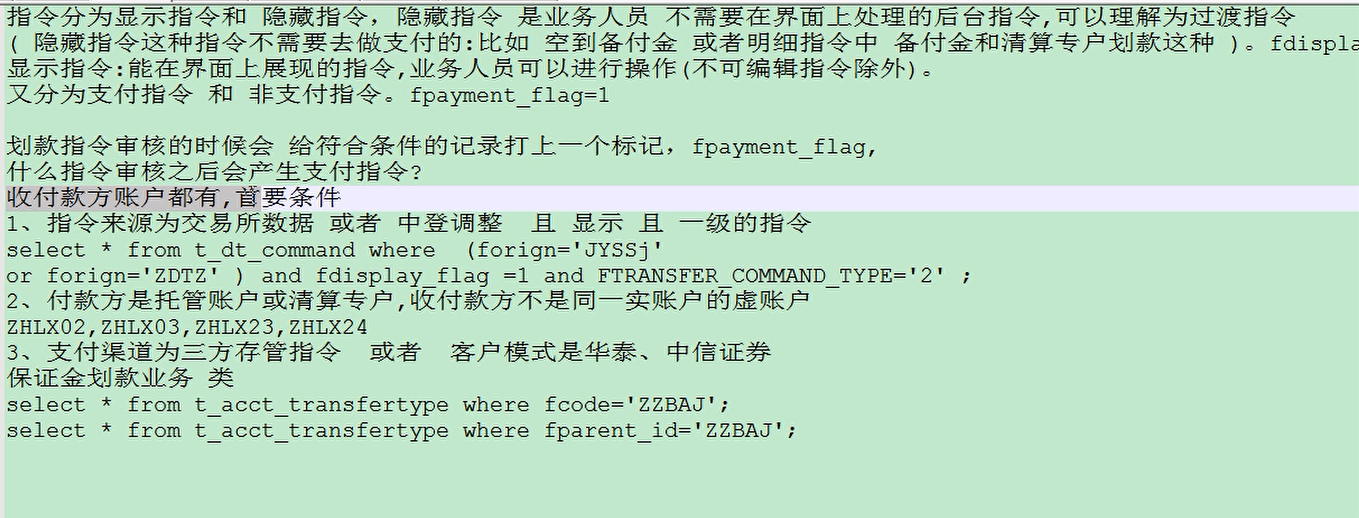 指令分为显示指令和 隐藏指令，隐藏指令 是业务人员 不需要在界面上处理的后台指令,可以理解为过渡指令
( 隐藏指令这种指令不需要去做支付的:比如 空到备付金 或者明细指令中 备付金和清算专户划款这种 )。fdispla
显示指令:能在界面上展现的指令,业务人员可以进行操作(不可编辑指令除外)。
又分为支付指令 和 非支付指令。fpayment_flag=1
划款指令审核的时候会 给符合条件的记录打上一个标记，fpayment_flag,
什么指令审核之后会产生支付指令?
收付款方账户都有,首要条件
1、指令来源为交易所数据 或者 中登调整  且 显示 且 一级的指令
select * from t_dt_command where  (forign='JYSSj'
or forign='ZDTZ' ) and fdisplay_flag =1 and FTRANSFER_COMMAND_TYPE='2' ;
2、付款方是托管账户或清算专户,收付款方不是同一实账户的虚账户
ZHLX02,ZHLX03,ZHLX23,ZHLX24
3、支付渠道为三方存管指令  或者  客户模式是华泰、中信证券
保证金划款业务 类
select * from t_acct_transfertype where fcode='ZZBAJ';
select * from t_acct_transfertype where fparent_id='ZZBAJ';